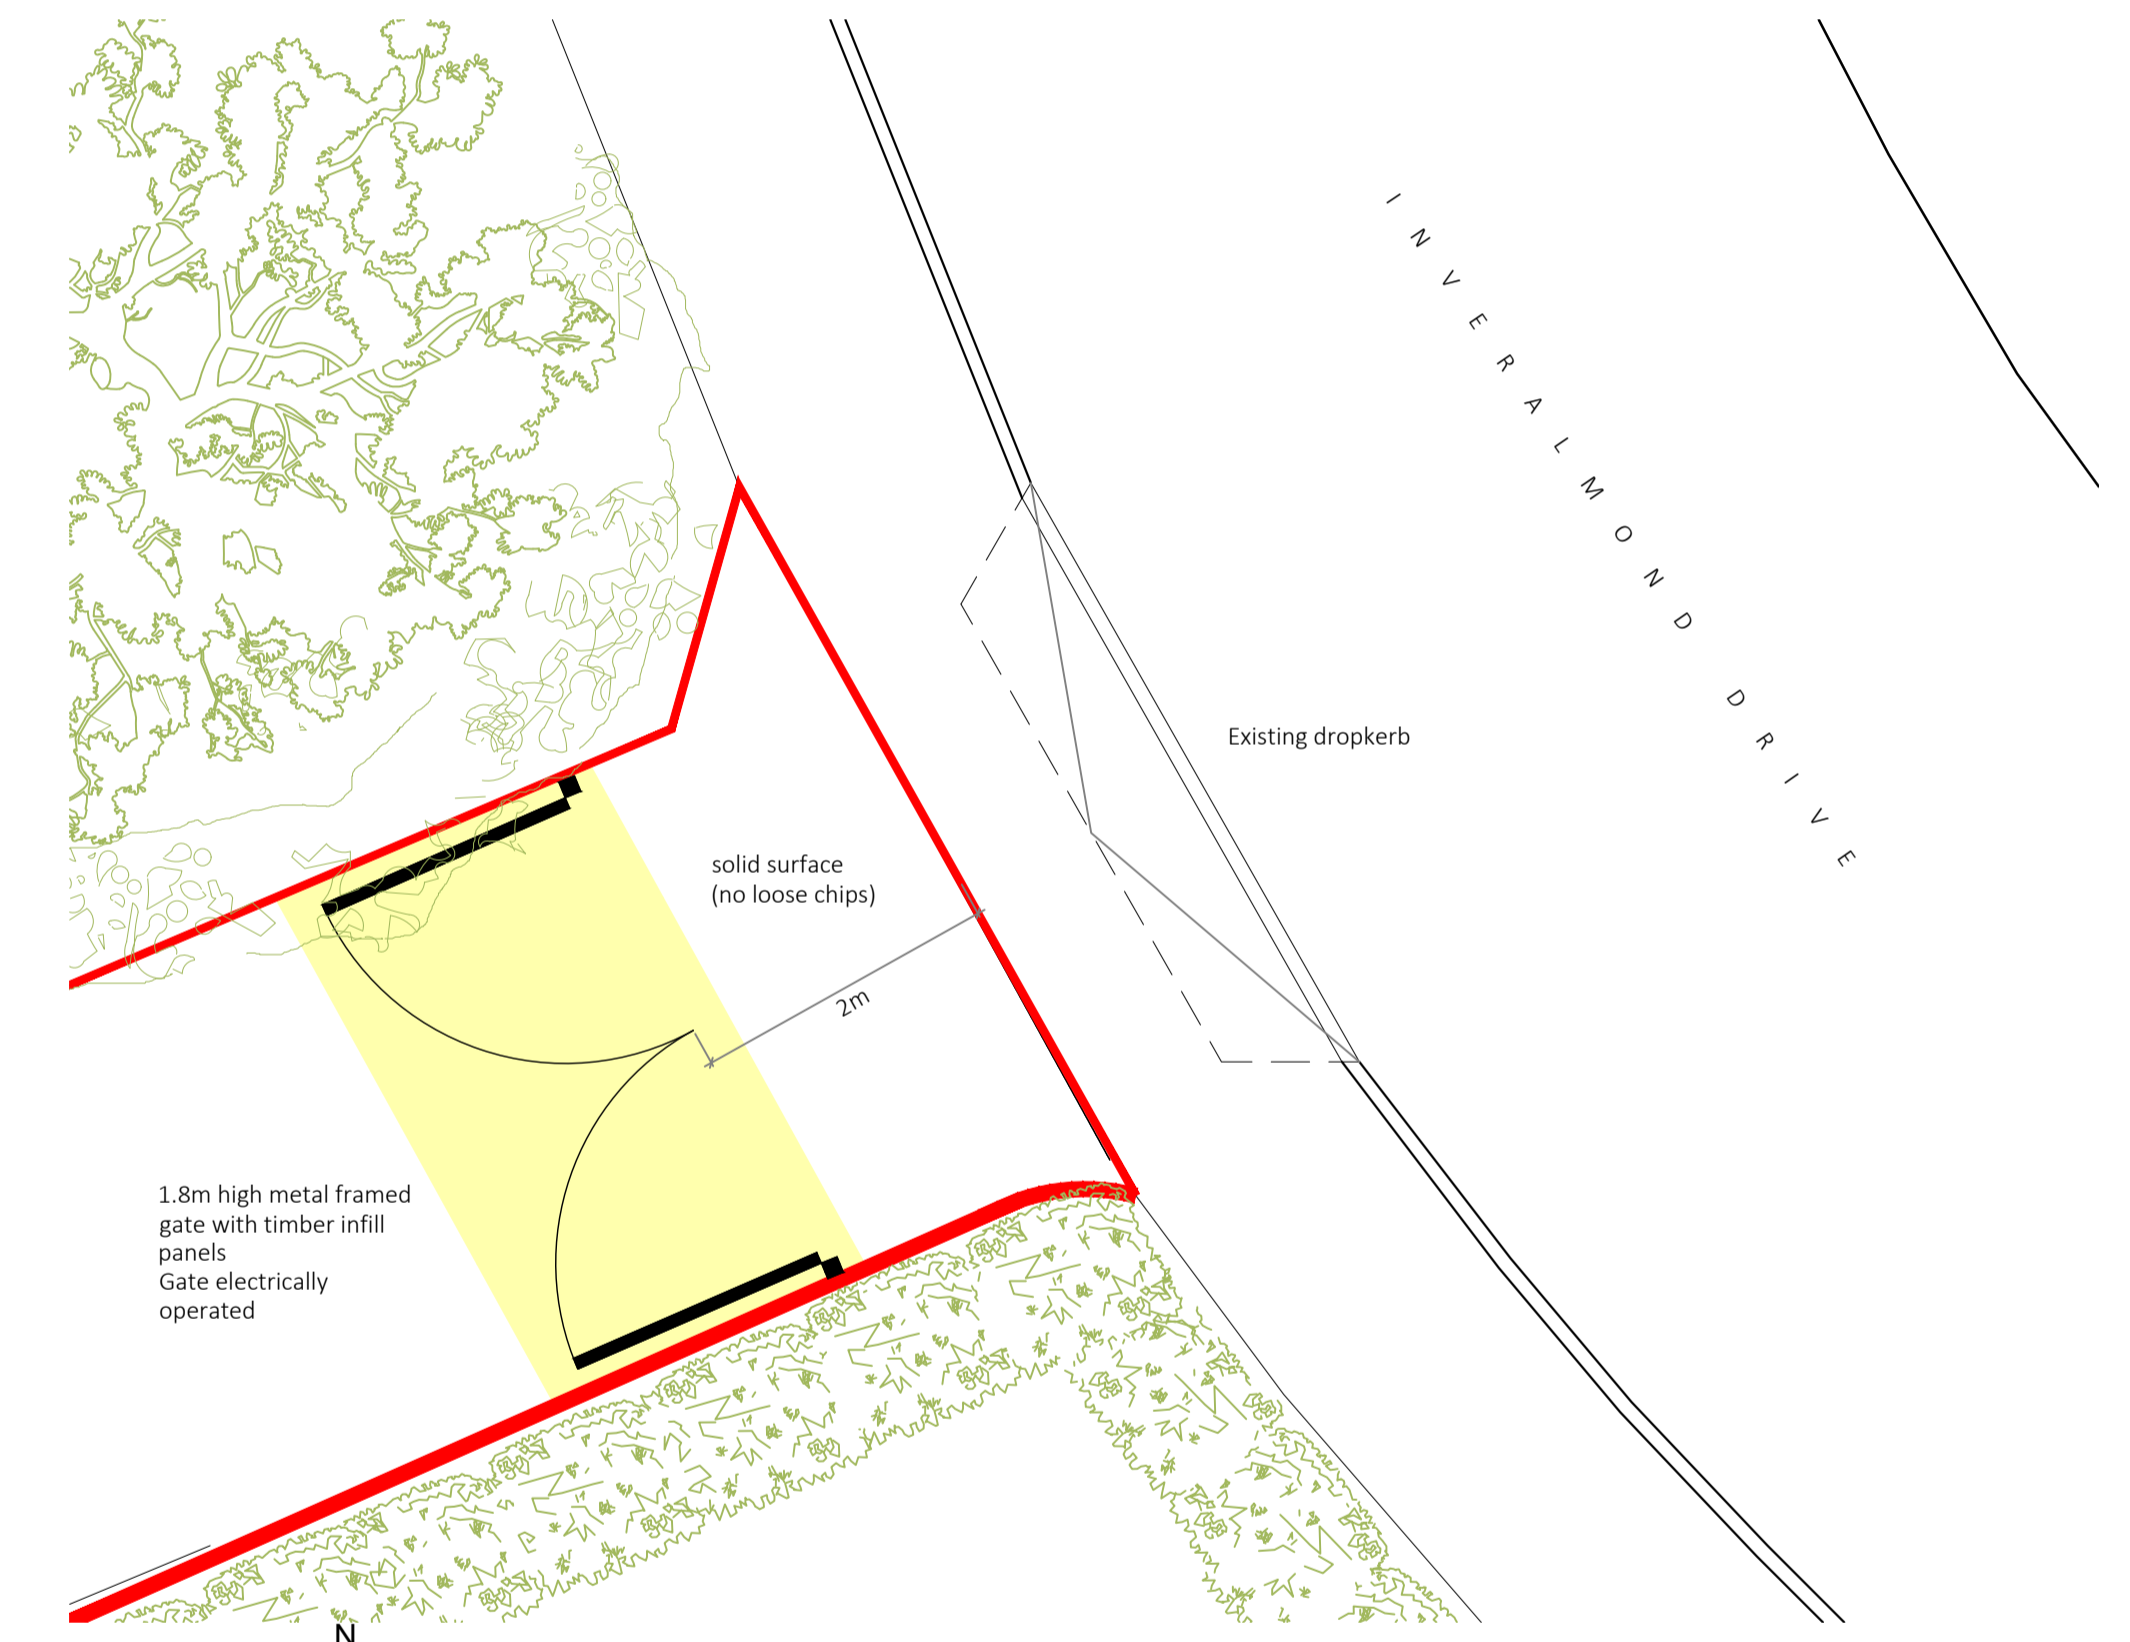 INVERALMOND DRIVE
Existing dropkerb
solid surface
(no loose chips)
2m
1.8m high metal framed
gate with timber infill
panels
Gate electrically
operated
N